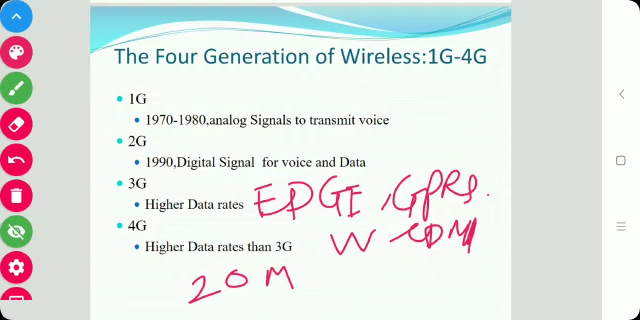 The Four Generation of Wireless:1G-4G
1G
1970-1980,analog Signals to transmit voice
2G
1990,Digital Signal for voice and Data
3G
Higher Data rates EDGE ,GPRS.
4G W CDM
Higher Data rates than 3G
20 M